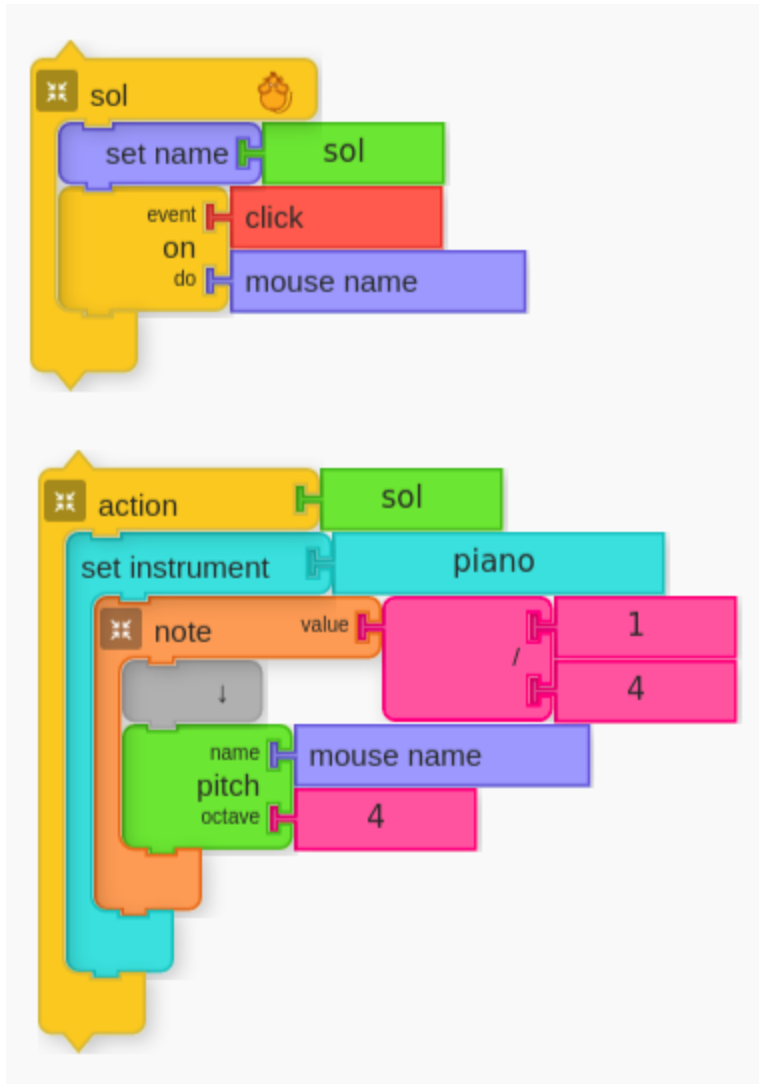 sol
set name sol
event click
on
do mouse name
action sol
set instrument piano
note value 1
/
↓ 4
name mouse name
pitch
octave 4